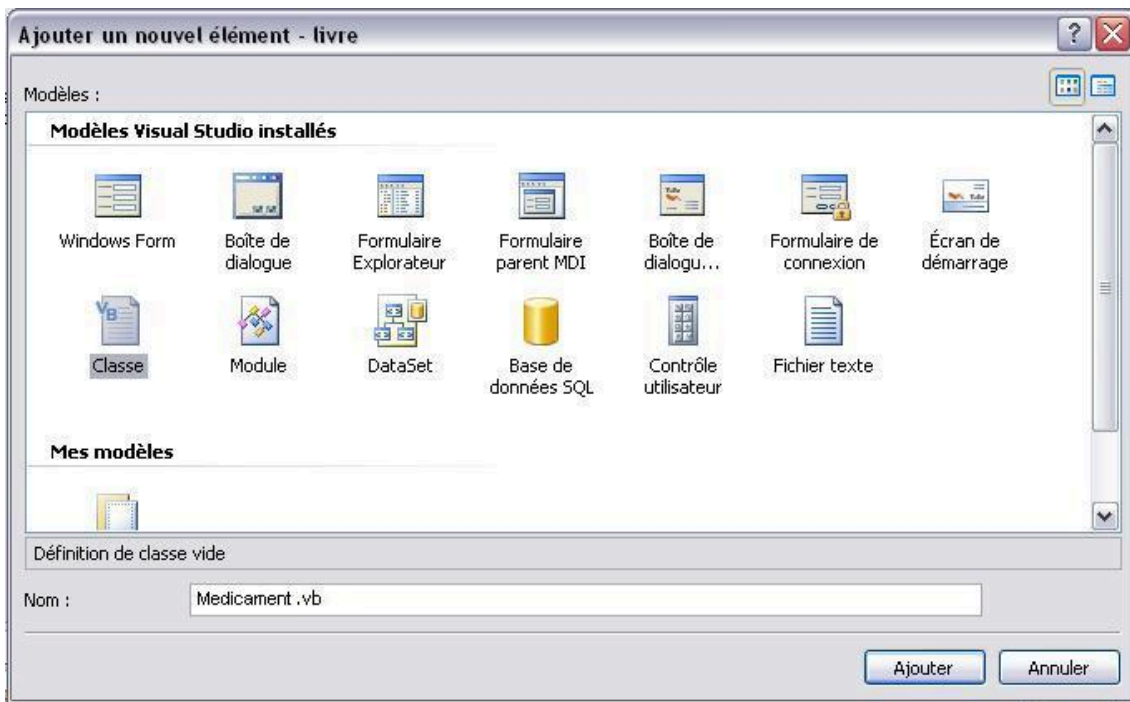 Ajouter un nouvel élément - livre
Modèles :
Modèles Visual Studio installés
Windows Form
Boîte de dialogue
Formulaire Explorateur
Formulaire parent MDI
Boîte de dialogu...
Formulaire de connexion
Écran de démarrage
Classe
Module
DataSet
Base de données SQL
Contrôle utilisateur
Fichier texte
Mes modèles
Définition de classe vide
Nom :
Medicament .vb
Ajouter
Annuler